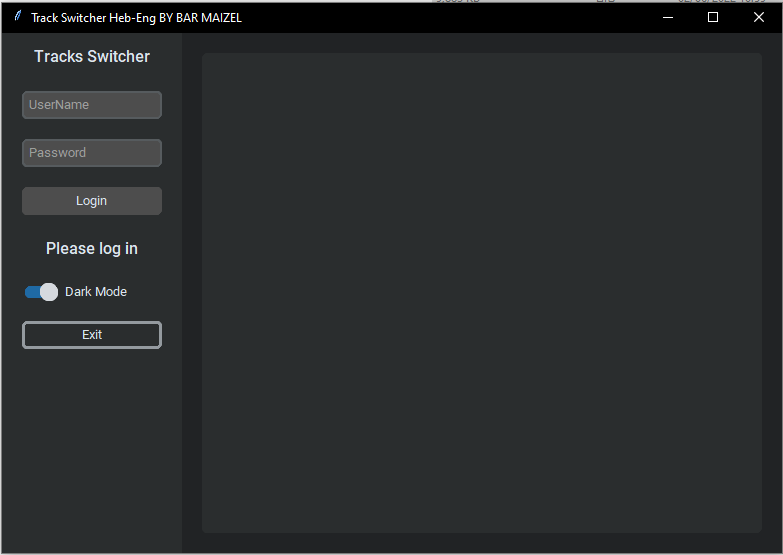 Track Switcher Heb-Eng BY BAR MAIZEL
Tracks Switcher
UserName
Password
Login
Please log in
Dark Mode
Exit